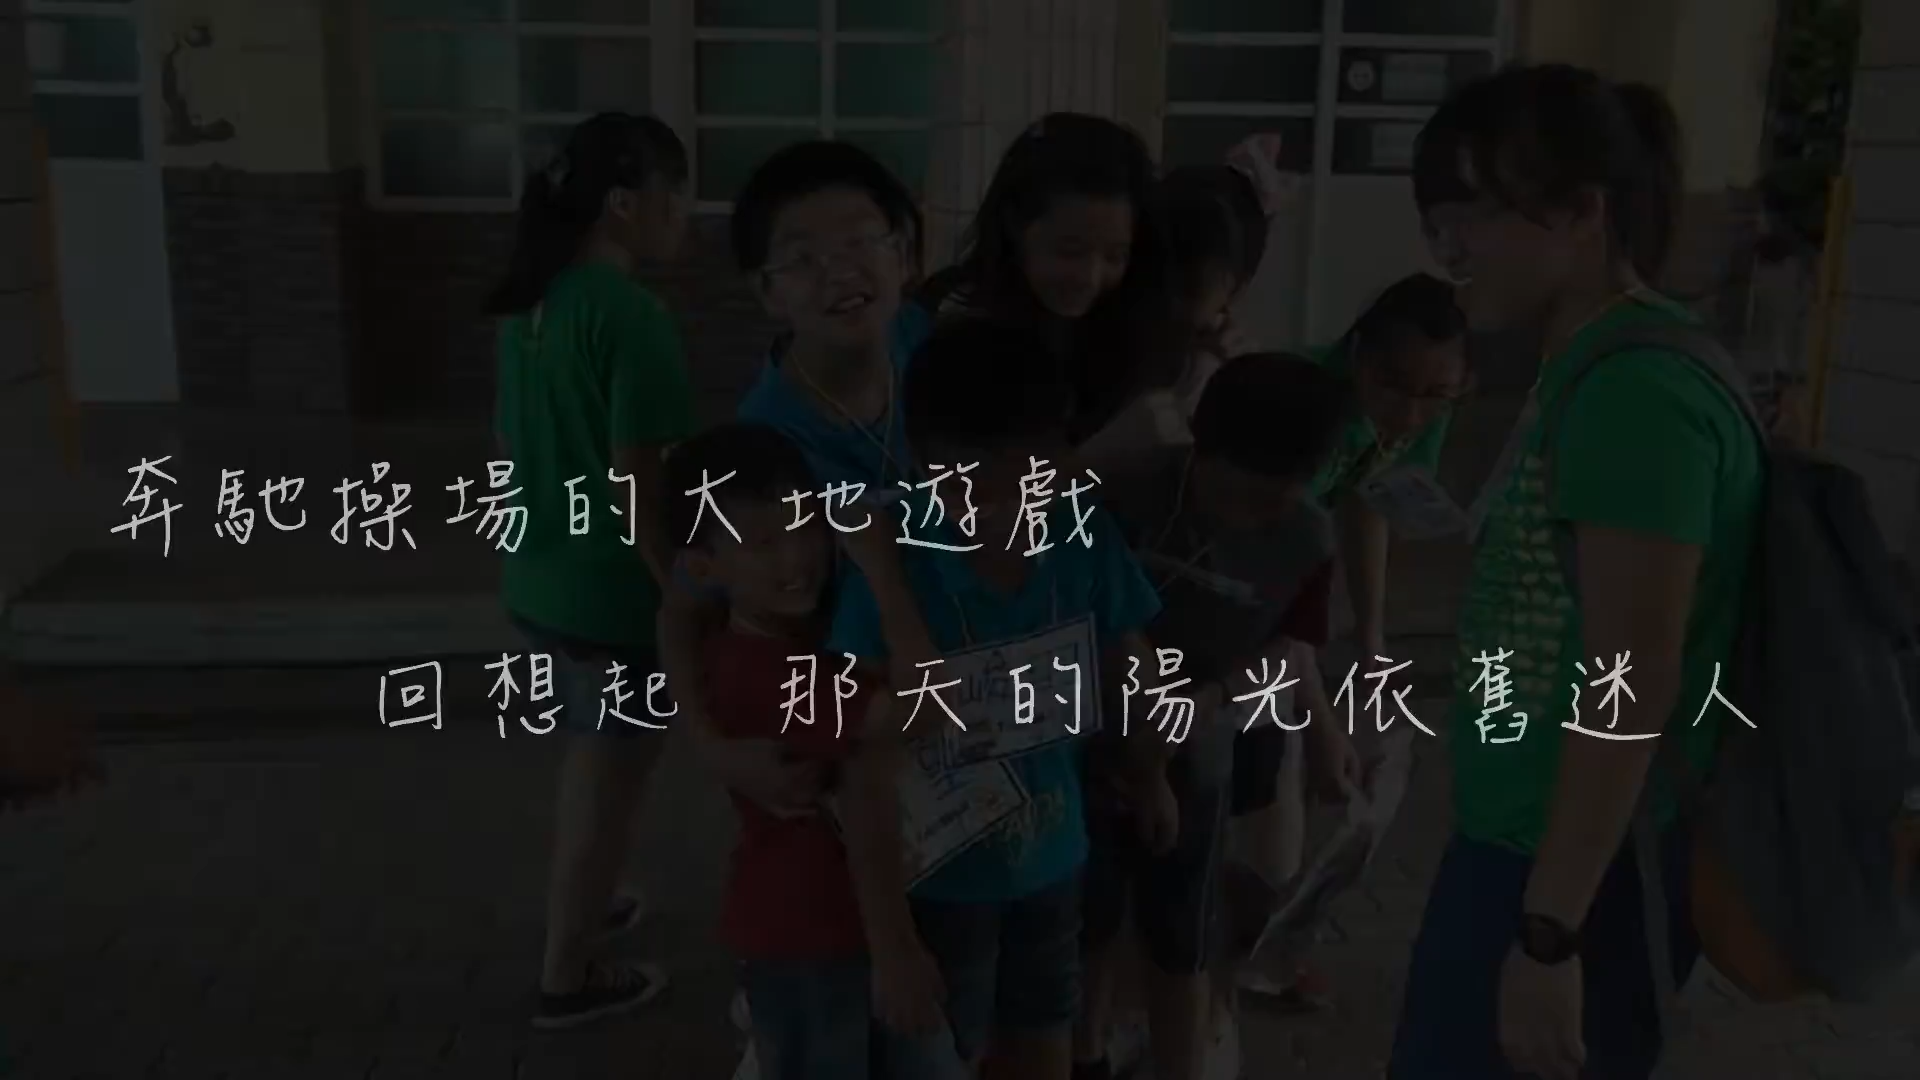 奔馳操場的大地遊戲
回想起 那天的陽光依舊迷人